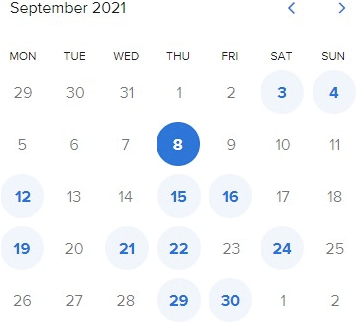 September 2021
MON TUE WED THU FRI SAT SUN
29 30 31 1 2 3 4
5 6 7 8 9 10 11
12 13 14 15 16 17 18
19 20 21 22 23 24 25
26 27 28 29 30 1 2